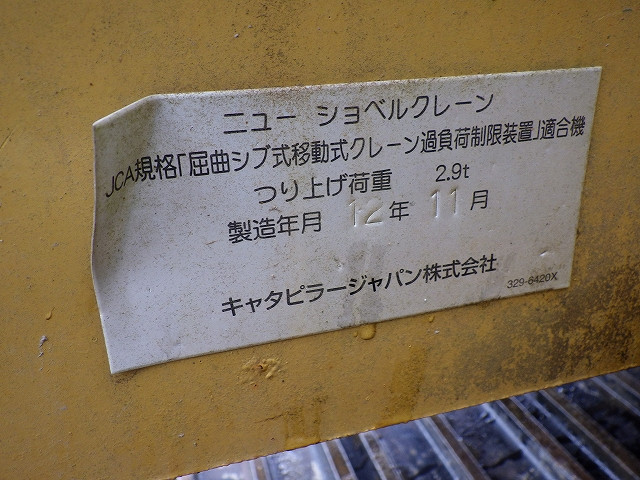 ニュー ショベルクレーン
JCA規格「屈曲ジブ式移動式クレーン過負荷制限装置」適合機
つり上げ荷重 2.9t
製造年月 12年 11月
キャタピラージャパン株式会社
329-6420X